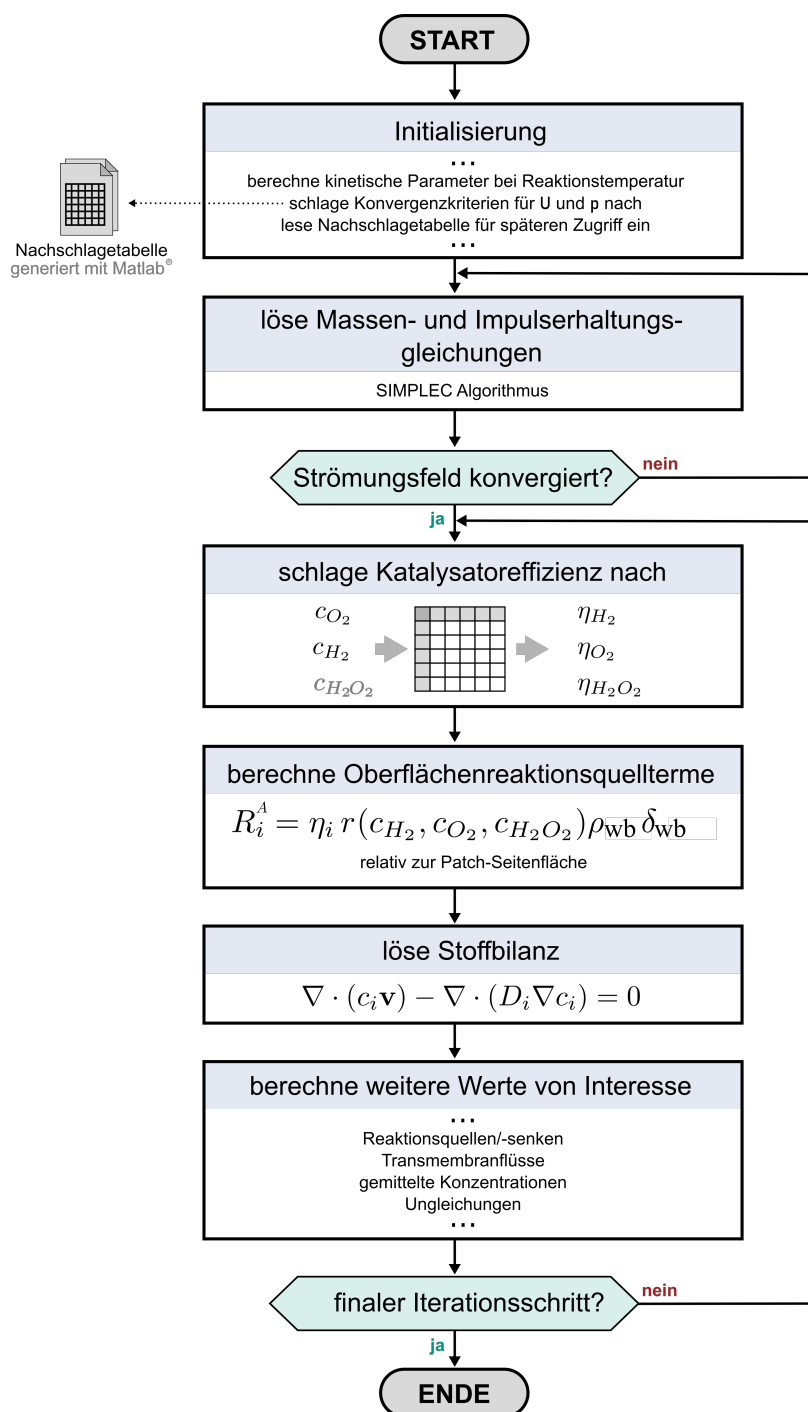 START
Initialisierung
...
berechne kinetische Parameter bei Reaktionstemperatur
schlage Konvergenzkriterien für U und p nach
lese Nachschlagetabelle für späteren Zugriff ein
...
Nachschlagetabelle
generiert mit Matlab®
löse Massen- und Impulserhaltungs-
gleichungen
SIMPLEC Algorithmus
Strömungsfeld konvergiert?
nein
ja
schlage Katalysatoreffizienz nach
c_{O_2} η_{H_2}
c_{H_2} η_{O_2}
c_{H_2O_2} η_{H_2O_2}
berechne Oberflächenreaktionsquellterme
R_i^A = η_i r(c_{H_2}, c_{O_2}, c_{H_2O_2})ρ_{wb} δ_{wb}
relativ zur Patch-Seitenfläche
löse Stoffbilanz
∇ · (c_i v) − ∇ · (D_i ∇c_i) = 0
berechne weitere Werte von Interesse
...
Reaktionsquellen/-senken
Transmembranflüsse
gemittelte Konzentrationen
Ungleichungen
...
finaler Iterationsschritt?
nein
ja
ENDE